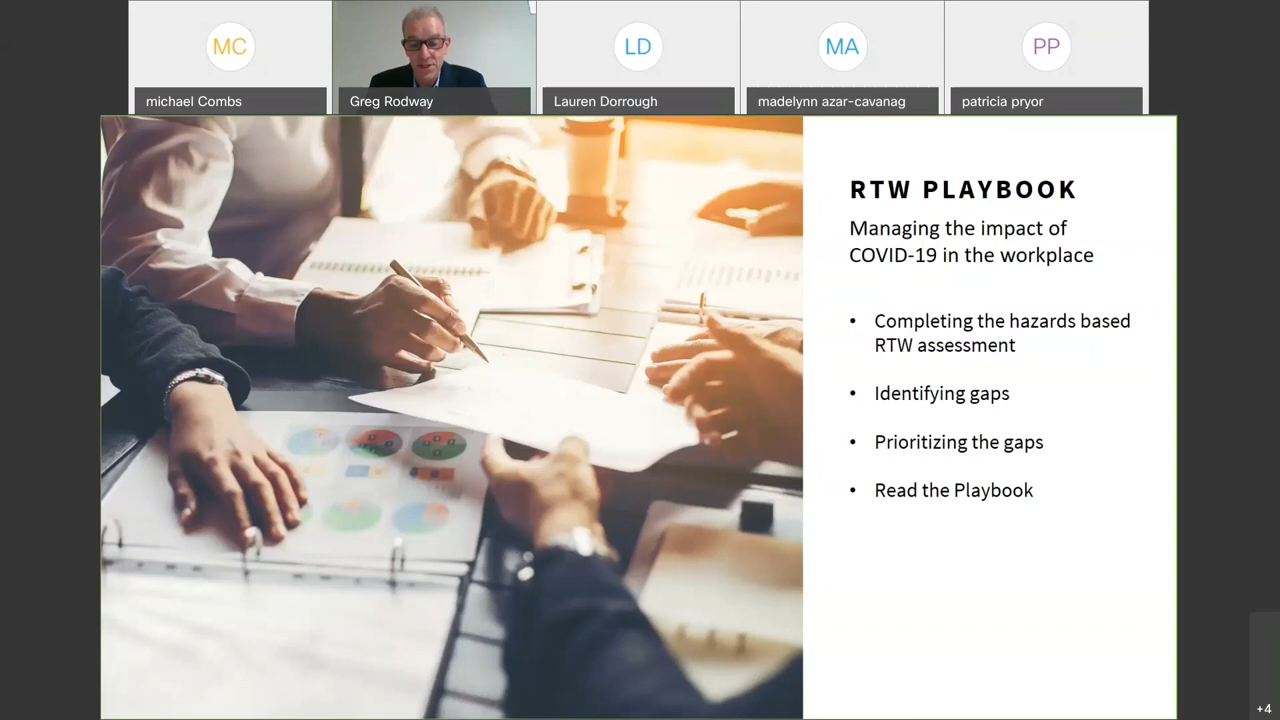 MC
LD
MA
PP
michael Combs
Greg Rodway
Lauren Dorrough
madelynn azar-cavanag
patricia pryor
RTW PLAYBOOK
Managing the impact of
COVID-19 in the workplace
• Completing the hazards based
RTW assessment
• Identifying gaps
• Prioritizing the gaps
• Read the Playbook
+4